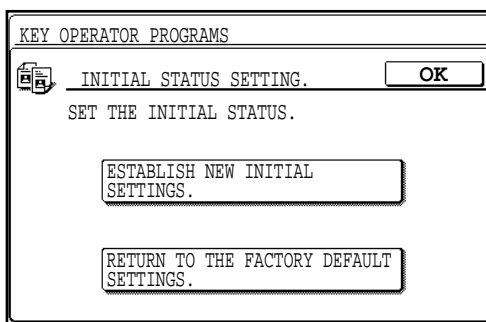 KEY OPERATOR PROGRAMS
INITIAL STATUS SETTING. OK
SET THE INITIAL STATUS.
ESTABLISH NEW INITIAL
SETTINGS.
RETURN TO THE FACTORY DEFAULT
SETTINGS.